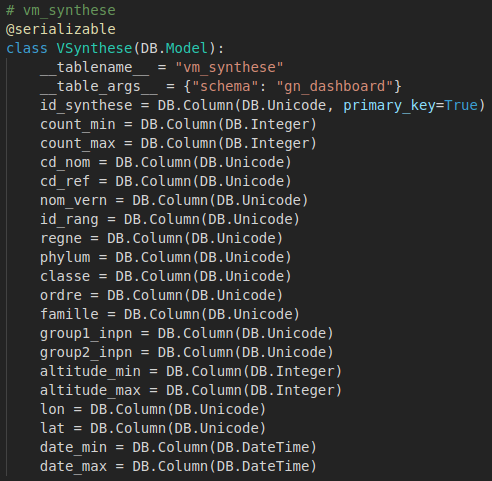 # vm_synthese
@serializable
class VSynthese(DB.Model):
    __tablename__ = "vm_synthese"
    __table_args__ = {"schema": "gn_dashboard"}
    id_synthese = DB.Column(DB.Unicode, primary_key=True)
    count_min = DB.Column(DB.Integer)
    count_max = DB.Column(DB.Integer)
    cd_nom = DB.Column(DB.Unicode)
    cd_ref = DB.Column(DB.Unicode)
    nom_vern = DB.Column(DB.Unicode)
    id_rang = DB.Column(DB.Unicode)
    regne = DB.Column(DB.Unicode)
    phylum = DB.Column(DB.Unicode)
    classe = DB.Column(DB.Unicode)
    ordre = DB.Column(DB.Unicode)
    famille = DB.Column(DB.Unicode)
    group1_inpn = DB.Column(DB.Unicode)
    group2_inpn = DB.Column(DB.Unicode)
    altitude_min = DB.Column(DB.Integer)
    altitude_max = DB.Column(DB.Integer)
    lon = DB.Column(DB.Unicode)
    lat = DB.Column(DB.Unicode)
    date_min = DB.Column(DB.DateTime)
    date_max = DB.Column(DB.DateTime)